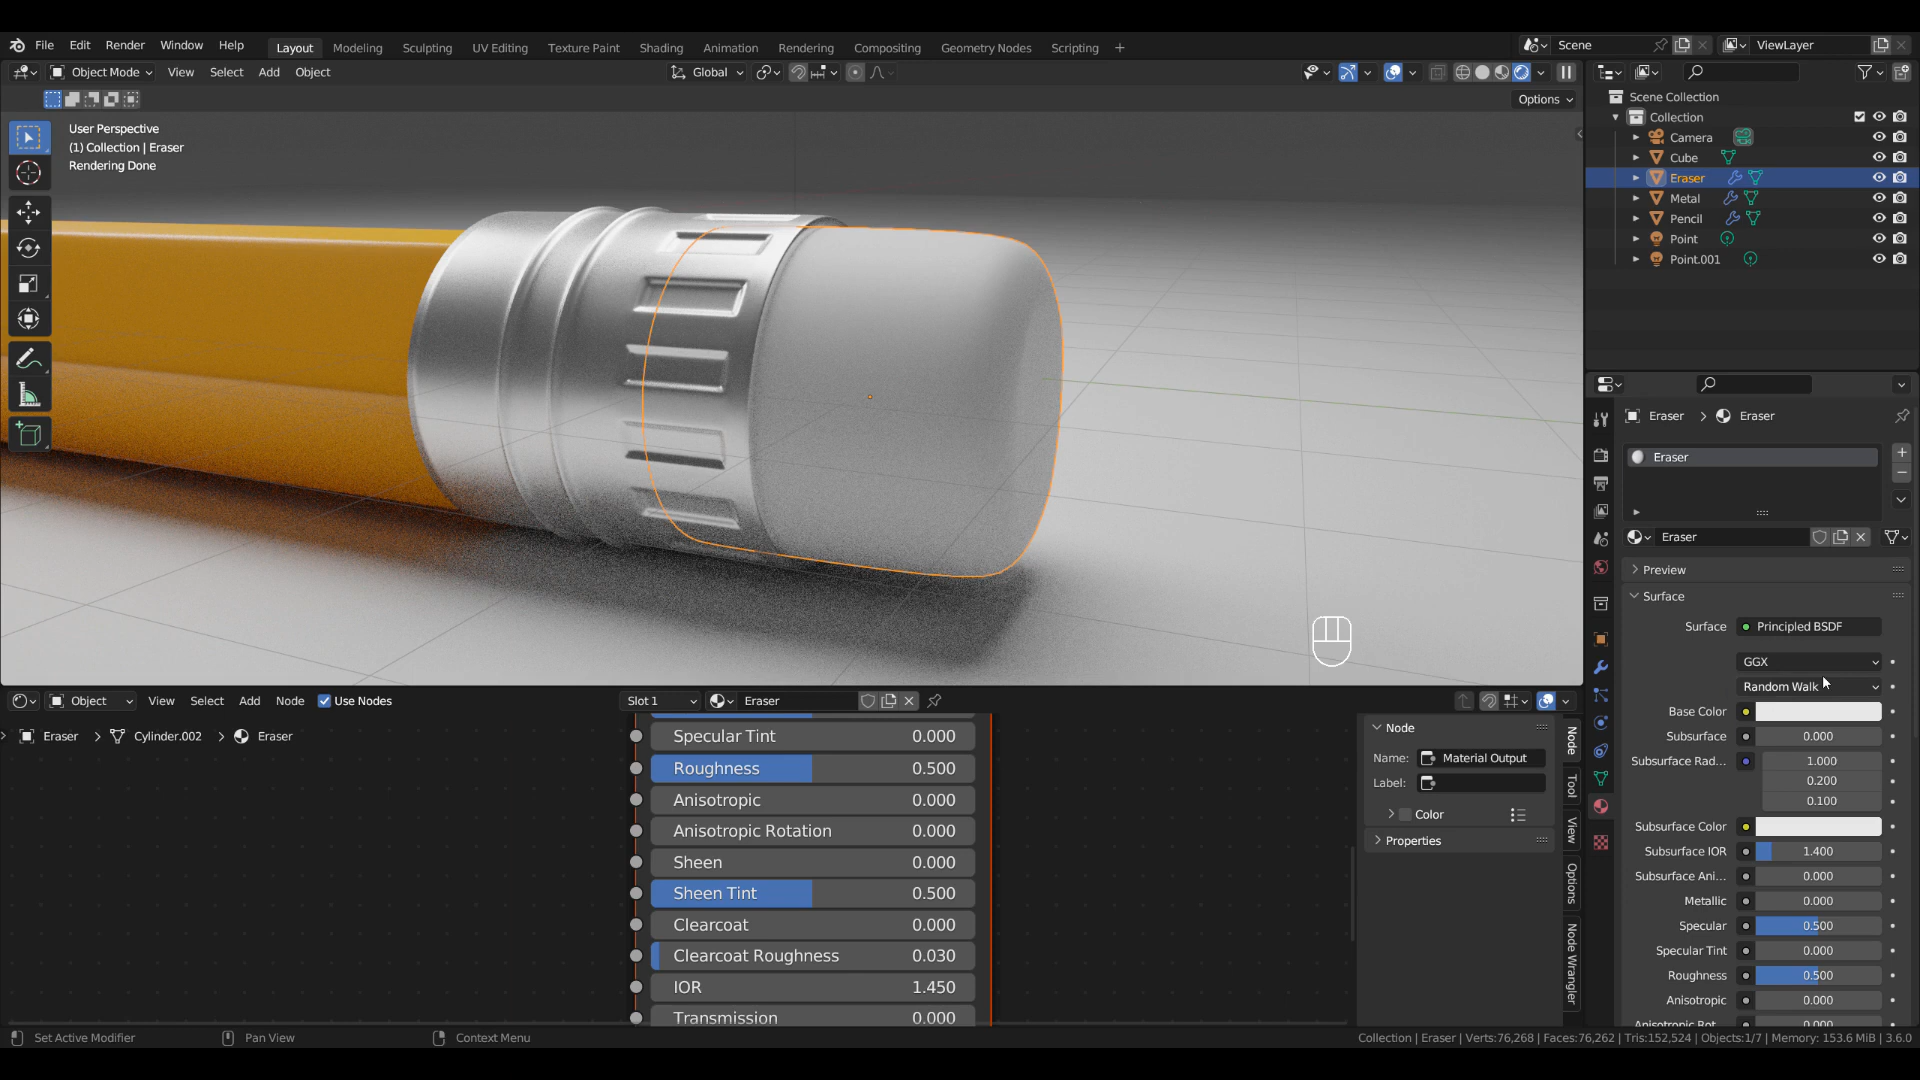 File Edit Render Window Help Layout Modeling Sculpting UV Editing Texture Paint Shading Animation Rendering Compositing Geometry Nodes Scripting + Scene ViewLayer
Object Mode View Select Add Object Global
Options
User Perspective
(1) Collection | Eraser
Rendering Done
Scene Collection
Collection
Camera
Cube
Eraser
Metal
Pencil
Point
Point.001
Eraser > Eraser
Eraser
Eraser
Preview
Surface
Surface Principled BSDF
GGX
Random Walk
Base Color
Subsurface 0.000
Subsurface Rad... 1.000
0.200
0.100
Subsurface Color
Subsurface IOR 1.400
Subsurface Ani... 0.000
Metallic 0.000
Specular 0.500
Specular Tint 0.000
Roughness 0.500
Anisotropic 0.000
Anisotropic Rot... 0.000
Object View Select Add Node Use Nodes Slot 1 Eraser
Eraser > Cylinder.002 > Eraser
Specular Tint 0.000
Roughness 0.500
Anisotropic 0.000
Anisotropic Rotation 0.000
Sheen 0.000
Sheen Tint 0.500
Clearcoat 0.000
Clearcoat Roughness 0.030
IOR 1.450
Transmission 0.000
Node
Name: Material Output
Label:
Color
Properties
Node
Tool
View
Options
Node Wrangler
Set Active Modifier Pan View Context Menu Collection | Eraser | Verts:76,268 | Faces:76,262 | Tris:152,524 | Objects:1/7 | Memory: 153.6 MiB | 3.6.0